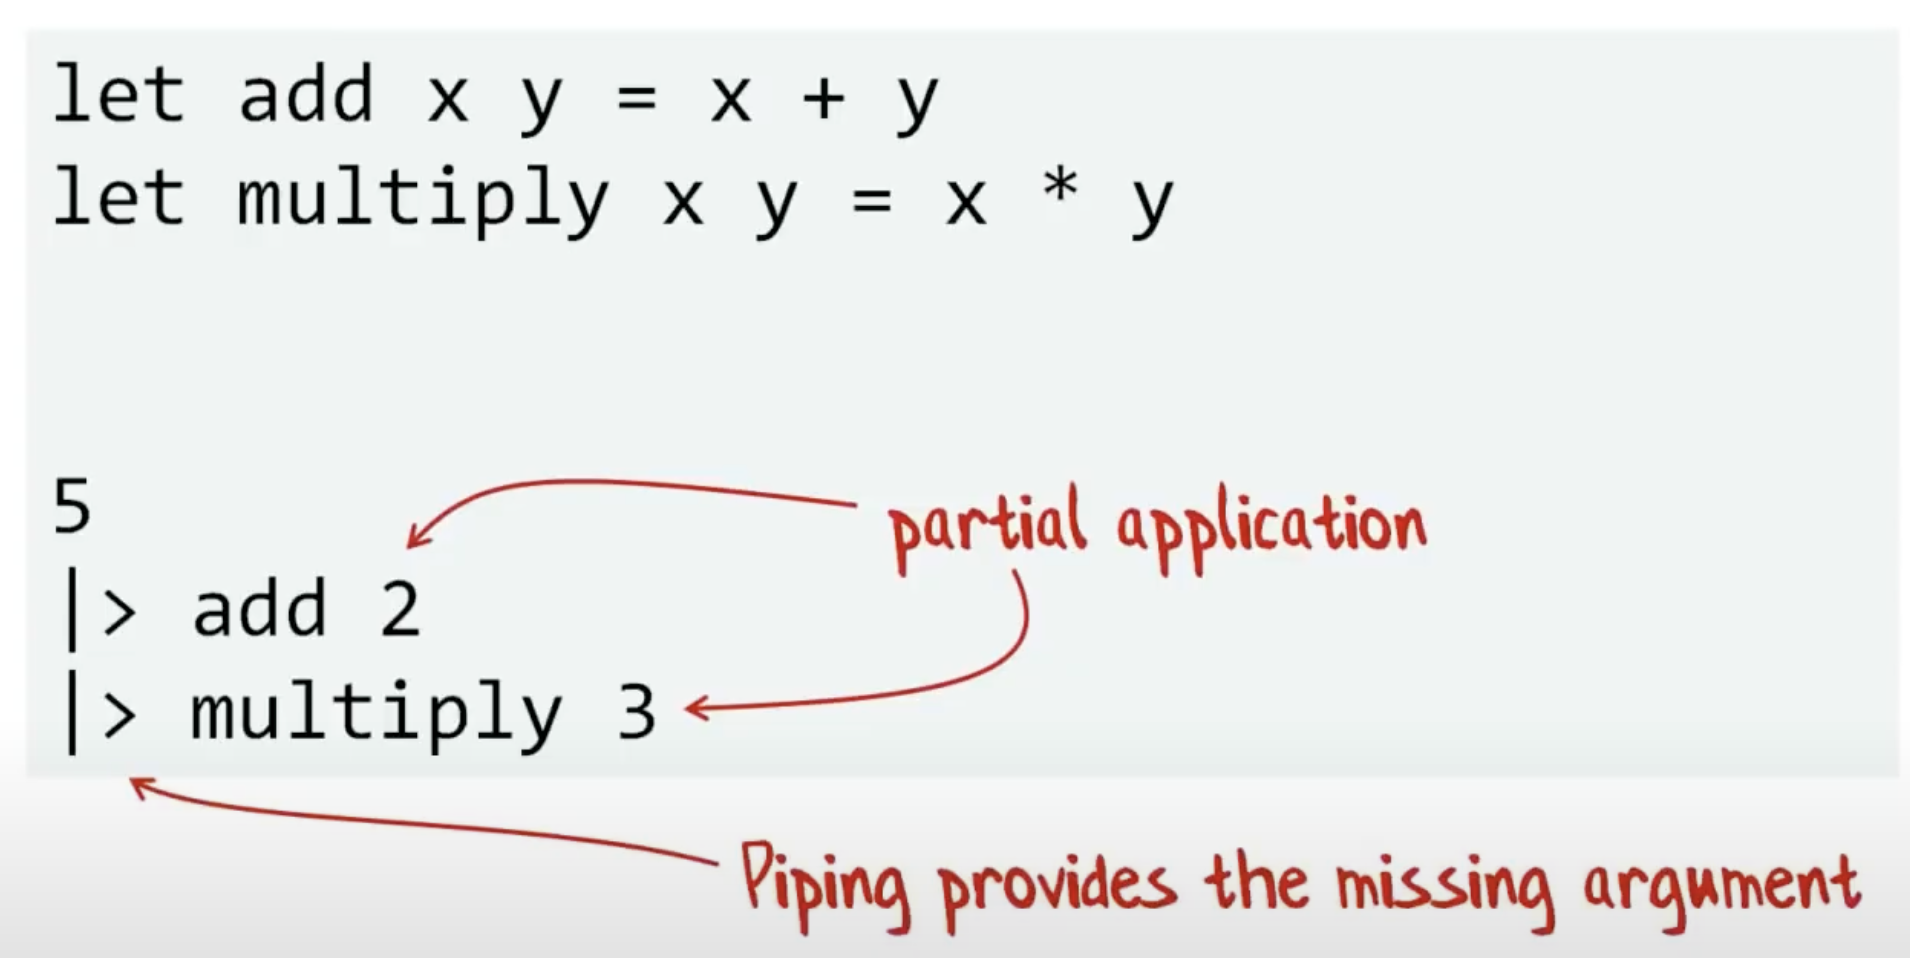 let add x y = x + y
let multiply x y = x * y
5
|> add 2
|> multiply 3
partial application
Piping provides the missing argument